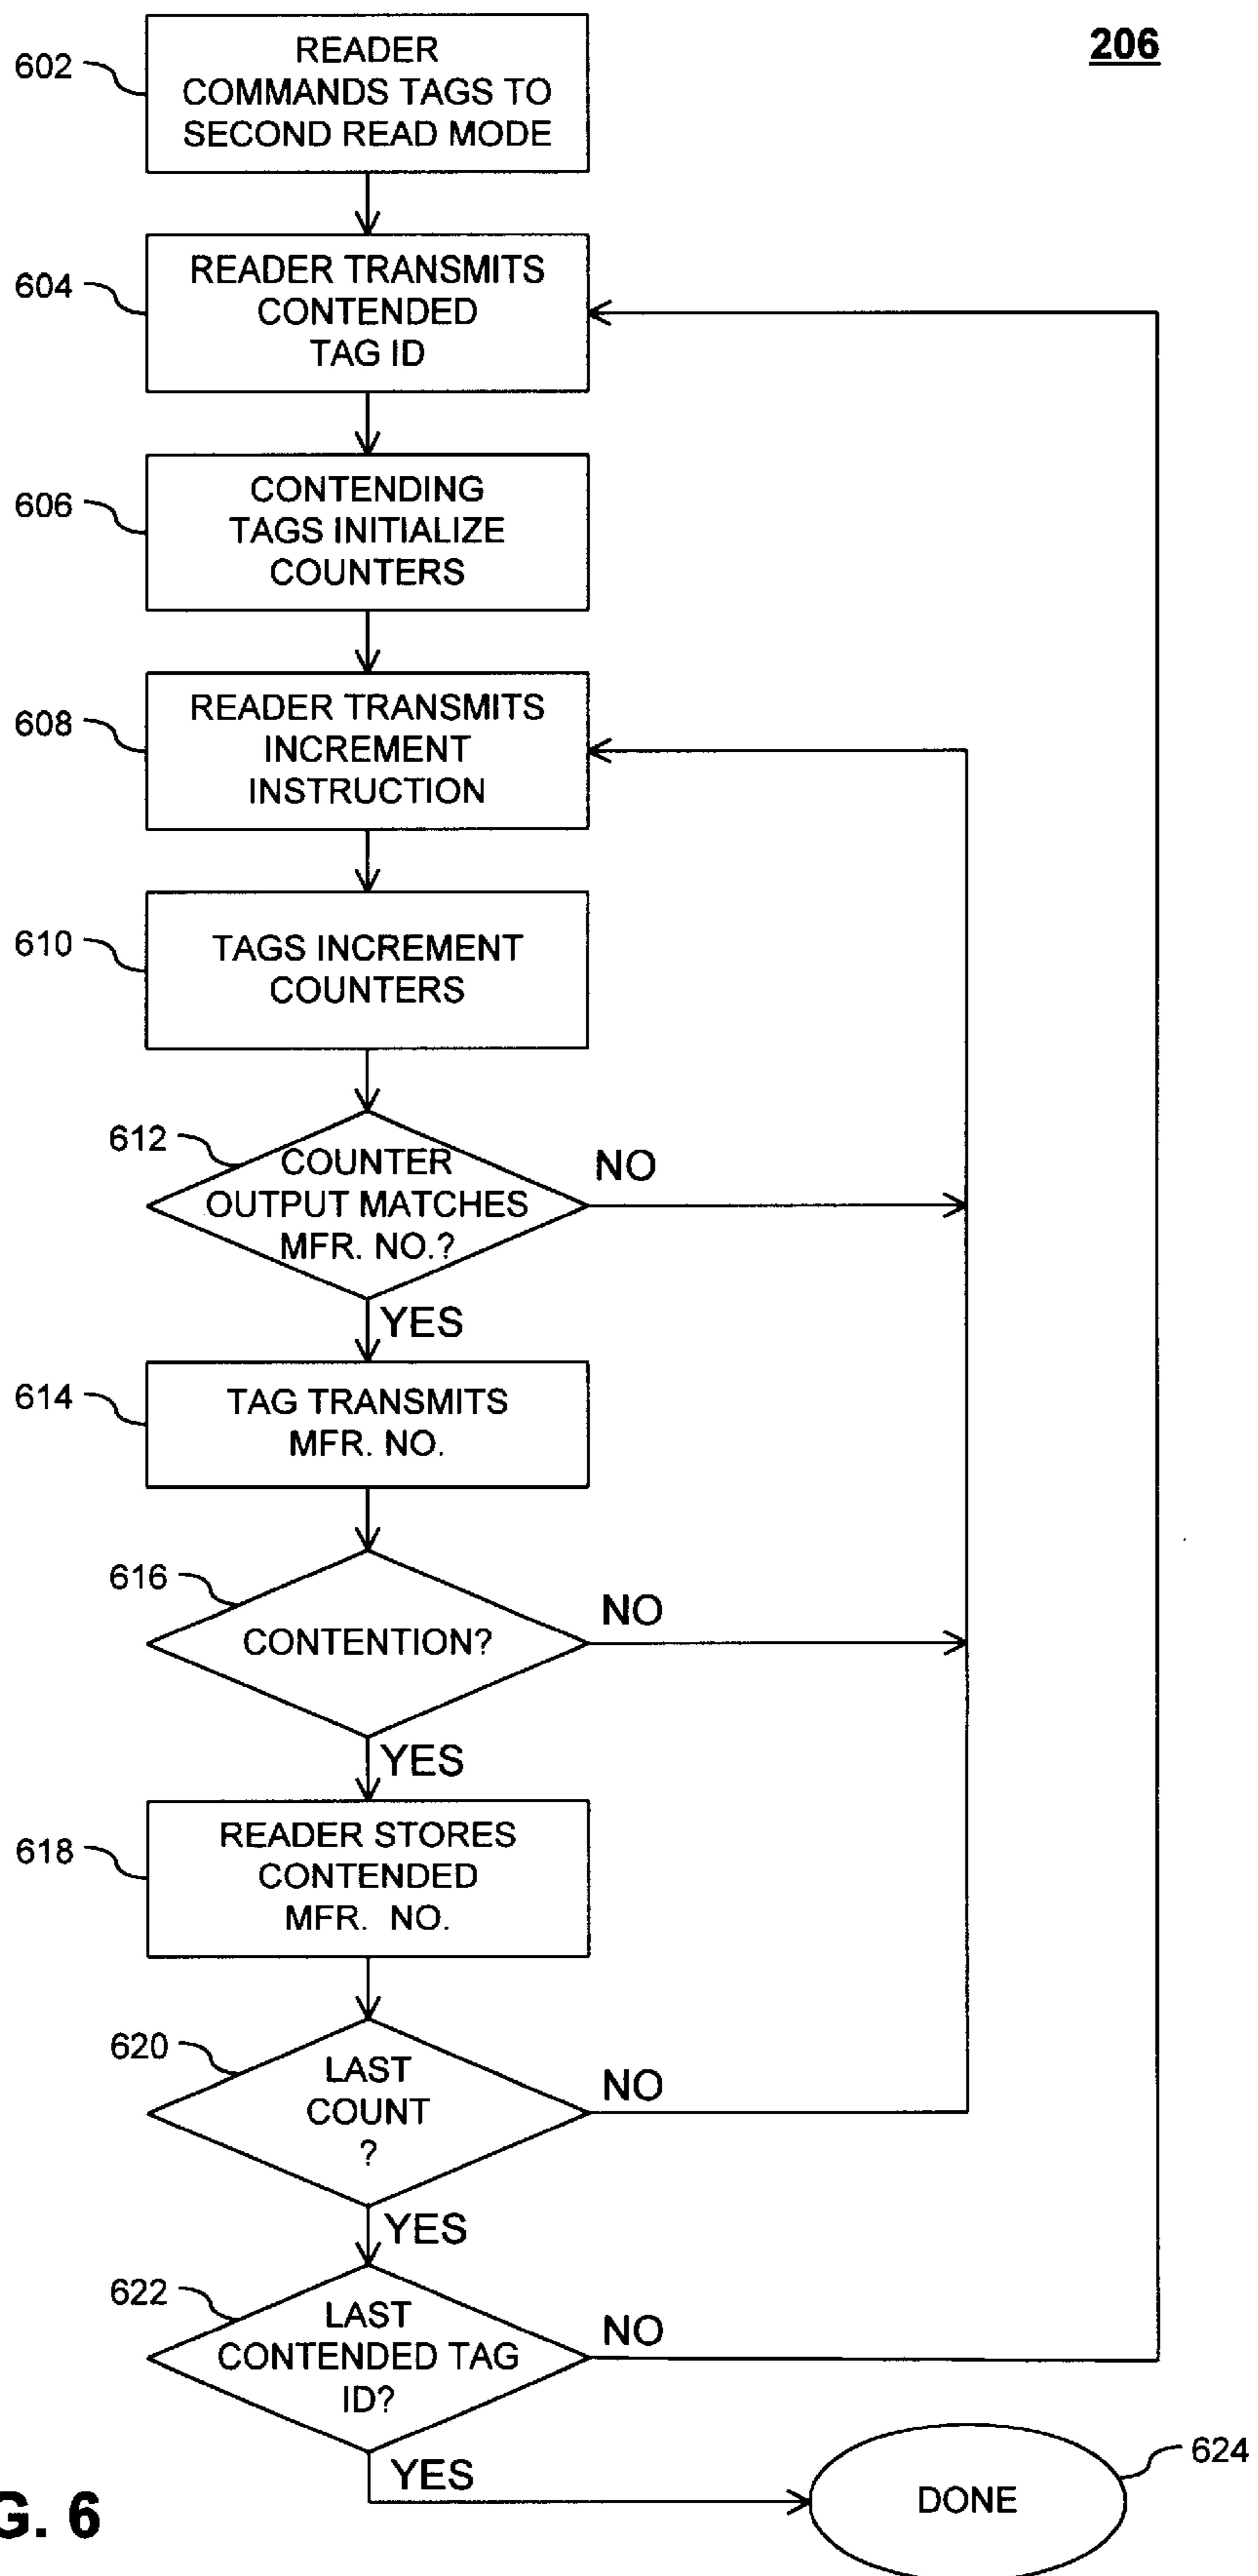 206
602
READER
COMMANDS TAGS TO
SECOND READ MODE
604
READER TRANSMITS
CONTENDED
TAG ID
606
CONTENDING
TAGS INITIALIZE
COUNTERS
608
READER TRANSMITS
INCREMENT
INSTRUCTION
610
TAGS INCREMENT
COUNTERS
612
COUNTER
OUTPUT MATCHES
MFR. NO.?
NO
YES
614
TAG TRANSMITS
MFR. NO.
616
CONTENTION?
NO
YES
618
READER STORES
CONTENDED
MFR. NO.
620
LAST
COUNT
?
NO
YES
622
LAST
CONTENDED TAG
ID?
NO
YES
624
DONE
G. 6